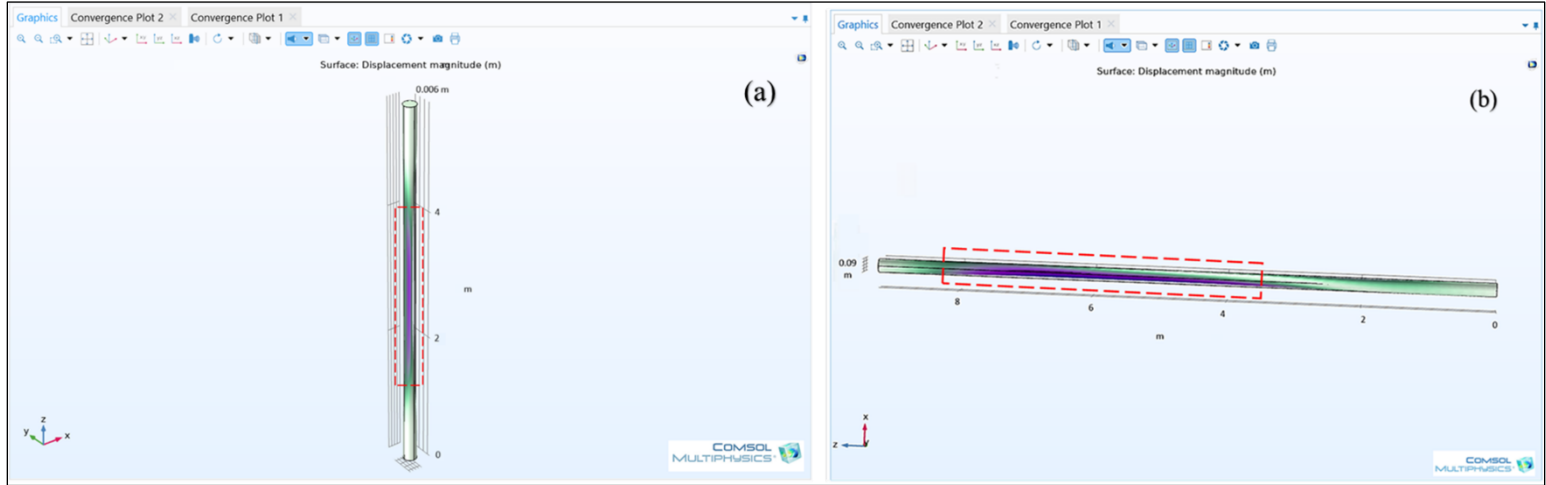 Graphics Convergence Plot 2 Convergence Plot 1
Surface: Displacement magnitude (m)
(a)
0.006 m
4
m
2
0
z
y
x
COMSOL
MULTIPHYSICS®
Graphics Convergence Plot 2 Convergence Plot 1
Surface: Displacement magnitude (m)
(b)
0.09
m
8
6
4
2
0
m
x
z
y
COMSOL
MULTIPHYSICS®